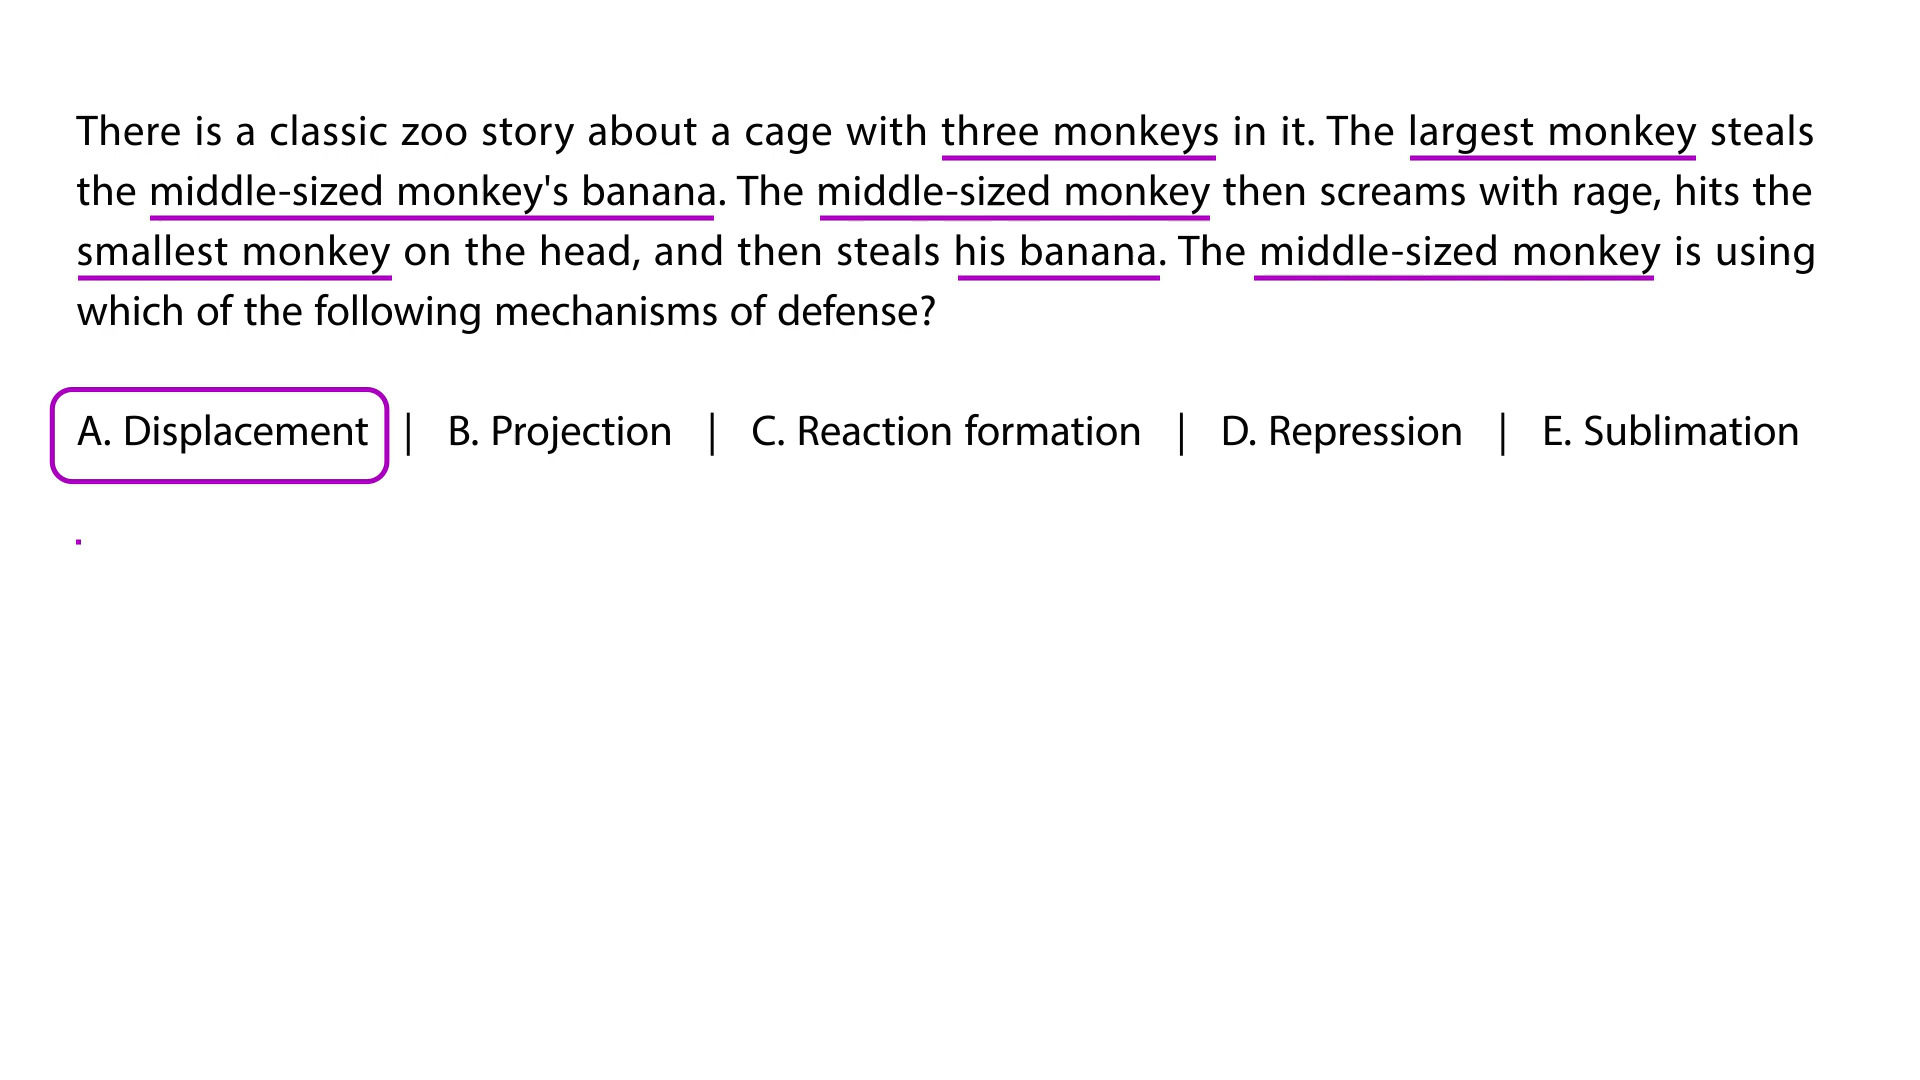 There is a classic zoo story about a cage with three monkeys in it. The largest monkey steals
the middle-sized monkey's banana. The middle-sized monkey then screams with rage, hits the
smallest monkey on the head, and then steals his banana. The middle-sized monkey is using
which of the following mechanisms of defense?
A. Displacement | B. Projection | C. Reaction formation | D. Repression | E. Sublimation